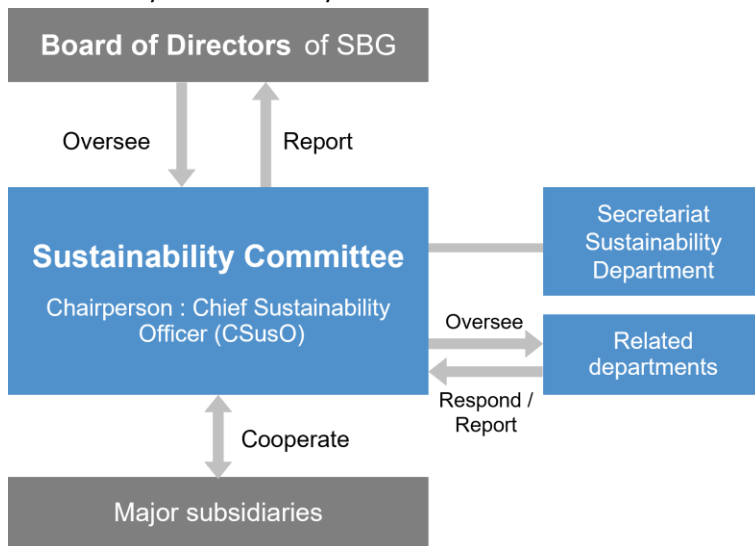 Board of Directors of SBG
Oversee
Report
Sustainability Committee
Chairperson : Chief Sustainability
Officer (CSusO)
Secretariat
Sustainability
Department
Oversee
Related
departments
Respond /
Report
Cooperate
Major subsidiaries